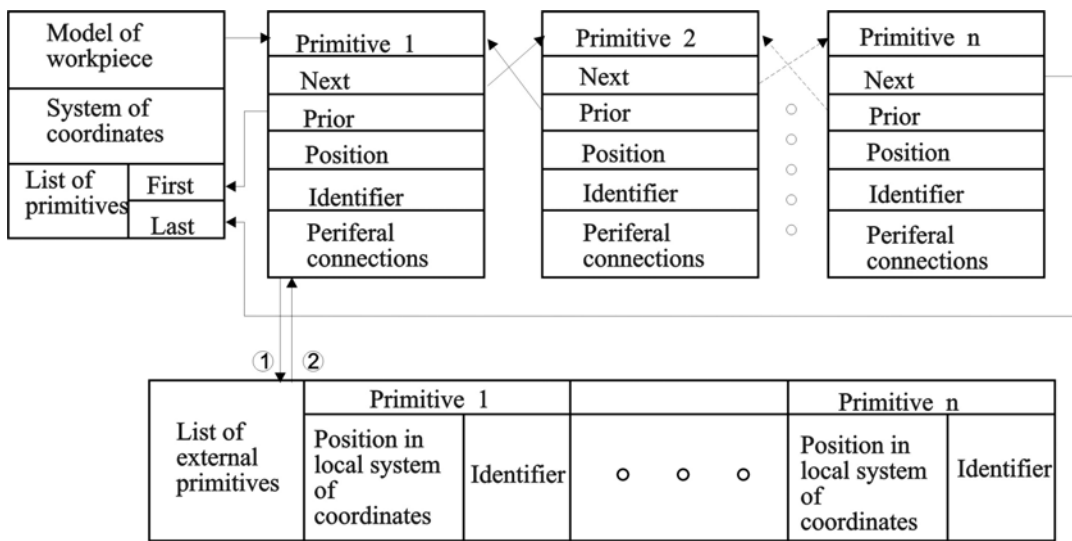 Model of
workpiece
System of
coordinates
List of
primitives
First
Last
Primitive 1
Next
Prior
Position
Identifier
Periferal
connections
Primitive 2
Next
Prior
Position
Identifier
Periferal
connections
Primitive n
Next
Prior
Position
Identifier
Periferal
connections
1
2
List of
external
primitives
Primitive 1
Position in
local system
of
coordinates
Identifier
Primitive n
Position in
local system
of
coordinates
Identifier